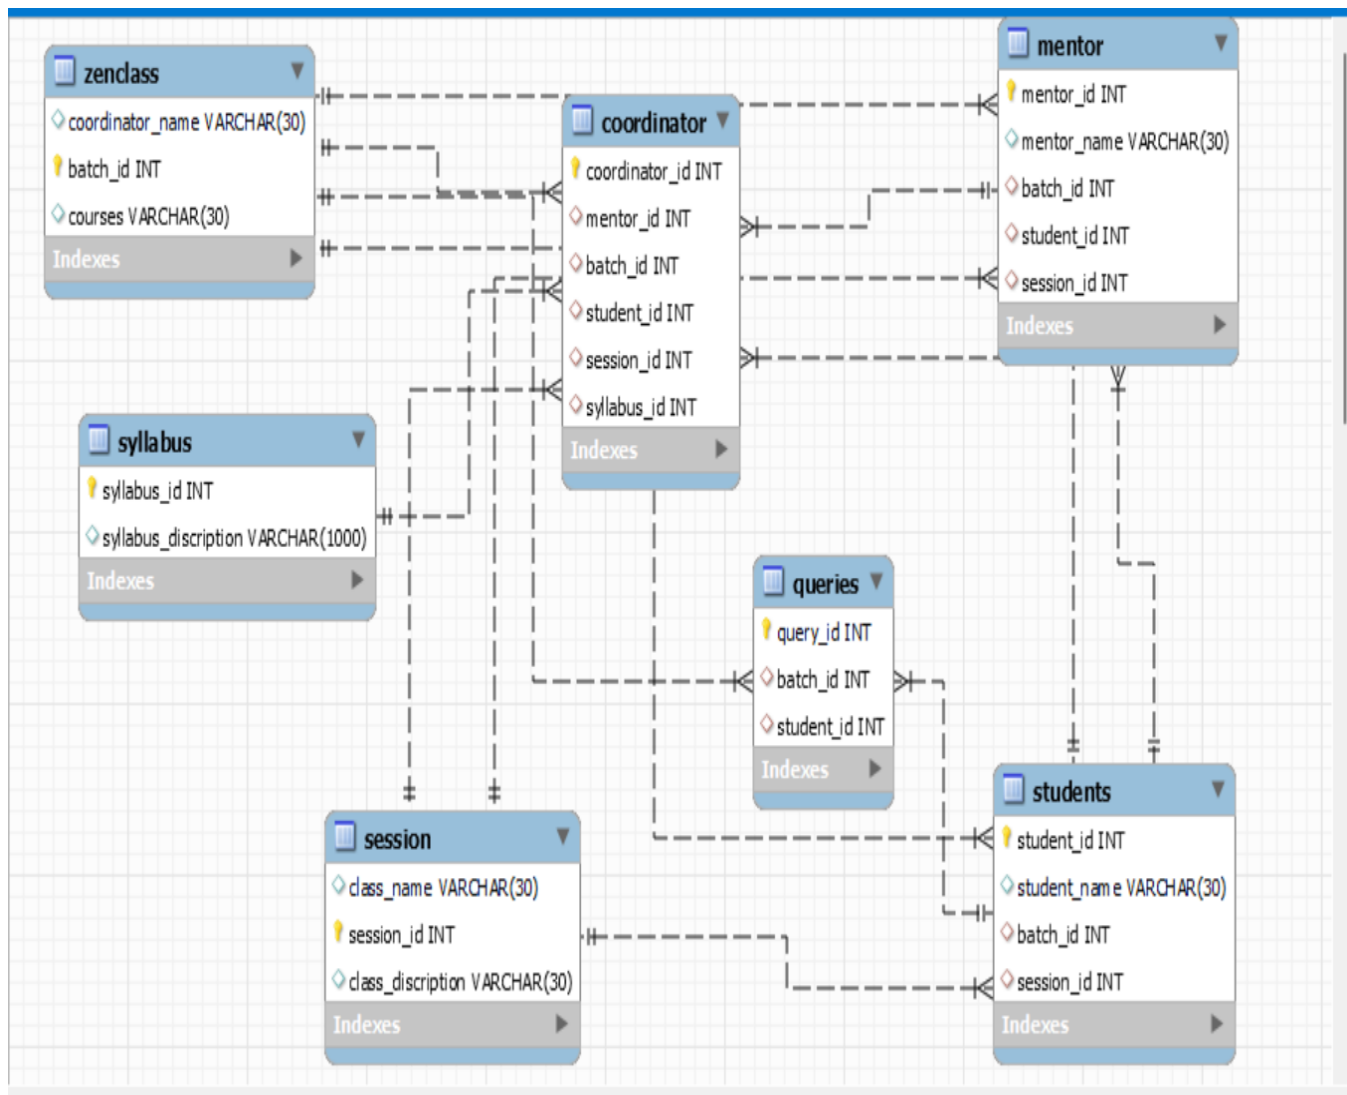 zenclass
coordinator_name VARCHAR(30)
batch_id INT
courses VARCHAR(30)
Indexes
coordinator
coordinator_id INT
mentor_id INT
batch_id INT
student_id INT
session_id INT
syllabus_id INT
Indexes
mentor
mentor_id INT
mentor_name VARCHAR(30)
batch_id INT
student_id INT
session_id INT
Indexes
syllabus
syllabus_id INT
syllabus_discription VARCHAR(1000)
Indexes
queries
query_id INT
batch_id INT
student_id INT
Indexes
session
class_name VARCHAR(30)
session_id INT
class_discription VARCHAR(30)
Indexes
students
student_id INT
student_name VARCHAR(30)
batch_id INT
session_id INT
Indexes